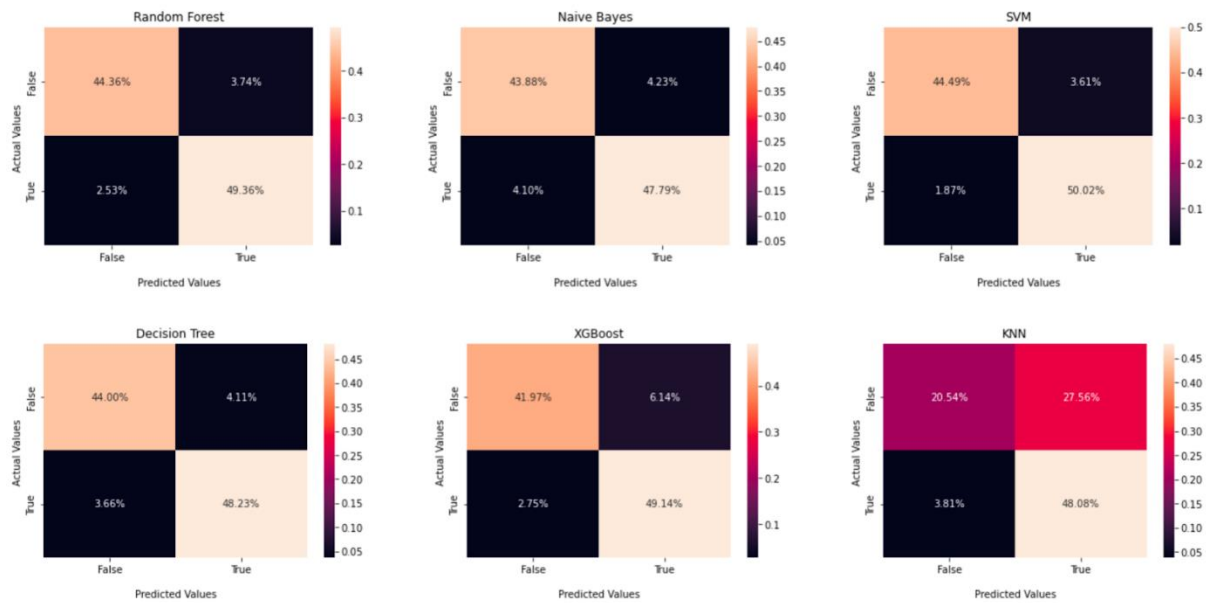 Random Forest
Actual Values
False
True
44.36%
3.74%
2.53%
49.36%
0.4
0.3
0.2
0.1
False
True
Predicted Values
Naive Bayes
Actual Values
False
True
43.88%
4.23%
4.10%
47.79%
0.45
0.40
0.35
0.30
0.25
0.20
0.15
0.10
0.05
False
True
Predicted Values
SVM
Actual Values
False
True
44.49%
3.61%
1.87%
50.02%
0.5
0.4
0.3
0.2
0.1
False
True
Predicted Values
Decision Tree
Actual Values
False
True
44.00%
4.11%
3.66%
48.23%
0.45
0.40
0.35
0.30
0.25
0.20
0.15
0.10
0.05
False
True
Predicted Values
XGBoost
Actual Values
False
True
41.97%
6.14%
2.75%
49.14%
0.4
0.3
0.2
0.1
False
True
Predicted Values
KNN
Actual Values
False
True
20.54%
27.56%
3.81%
48.08%
0.45
0.40
0.35
0.30
0.25
0.20
0.15
0.10
0.05
False
True
Predicted Values